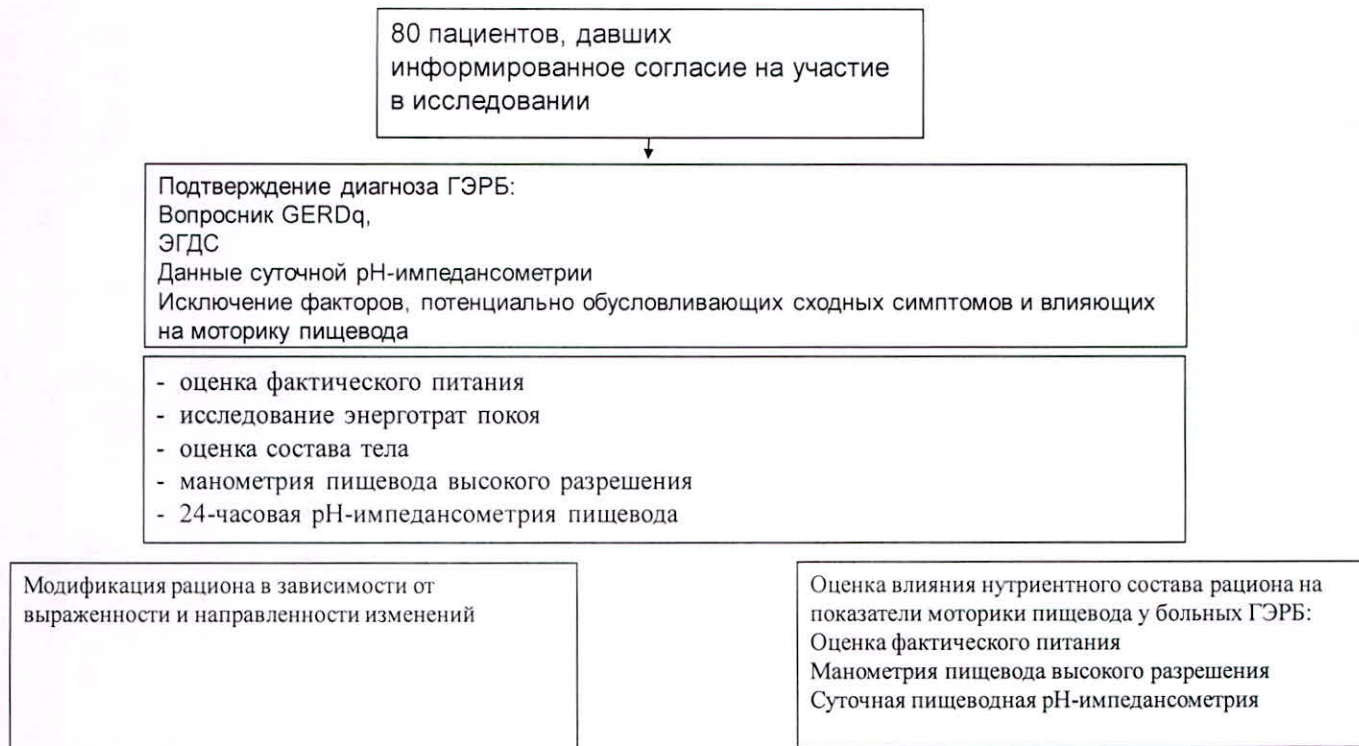 80 пациентов, давших
информированное согласие на участие
в исследовании
Подтверждение диагноза ГЭРБ:
Вопросник GERDq,
ЭГДС
Данные суточной рН-импедансометрии
Исключение факторов, потенциально обусловливающих сходных симптомов и влияющих
на моторику пищевода
- оценка фактического питания
- исследование энерготрат покоя
- оценка состава тела
- манометрия пищевода высокого разрешения
- 24-часовая рН-импедансометрия пищевода
Модификация рациона в зависимости от
выраженности и направленности изменений
Оценка влияния нутриентного состава рациона на
показатели моторики пищевода у больных ГЭРБ:
Оценка фактического питания
Манометрия пищевода высокого разрешения
Суточная пищеводная рН-импедансометрия